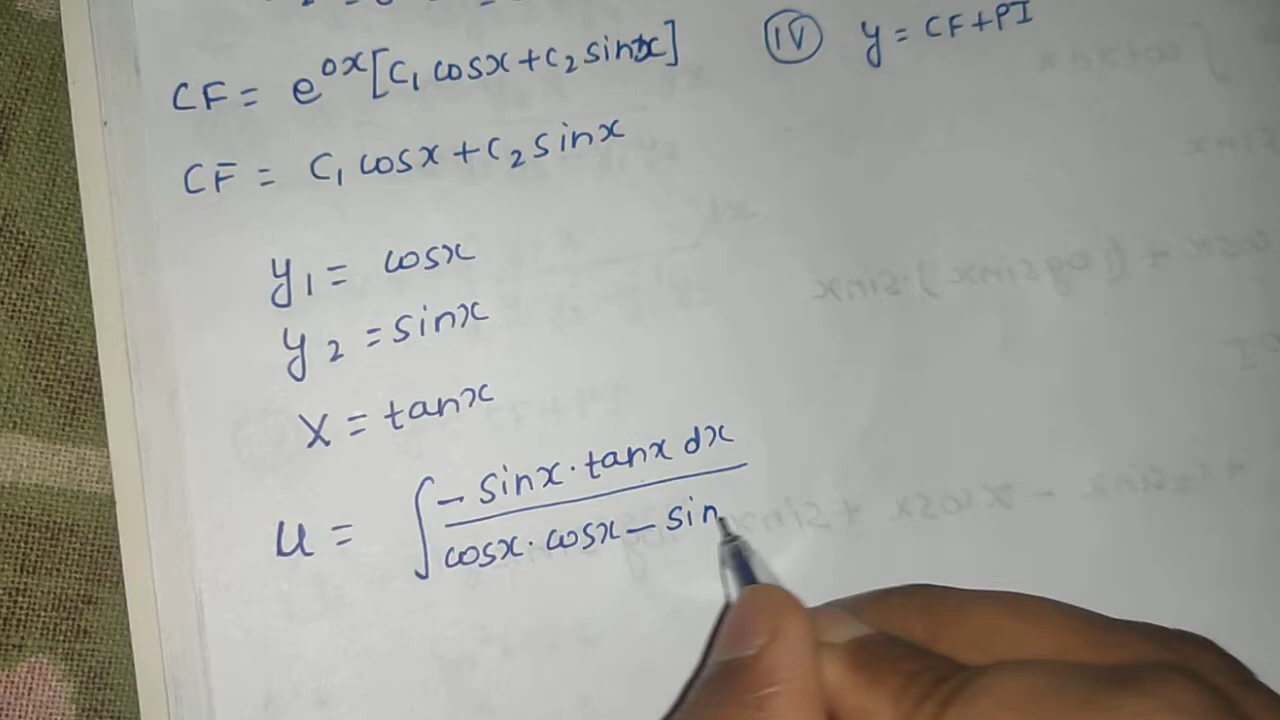 CF = e^0x [C1 cosx + C2 sinx]
IV y = CF + PI
CF = C1 cosx + C2 sinx
y1 = cosx
y2 = sinx
X = tanx
u = ∫ -sinx · tanx dx
cosx · cosx - sin